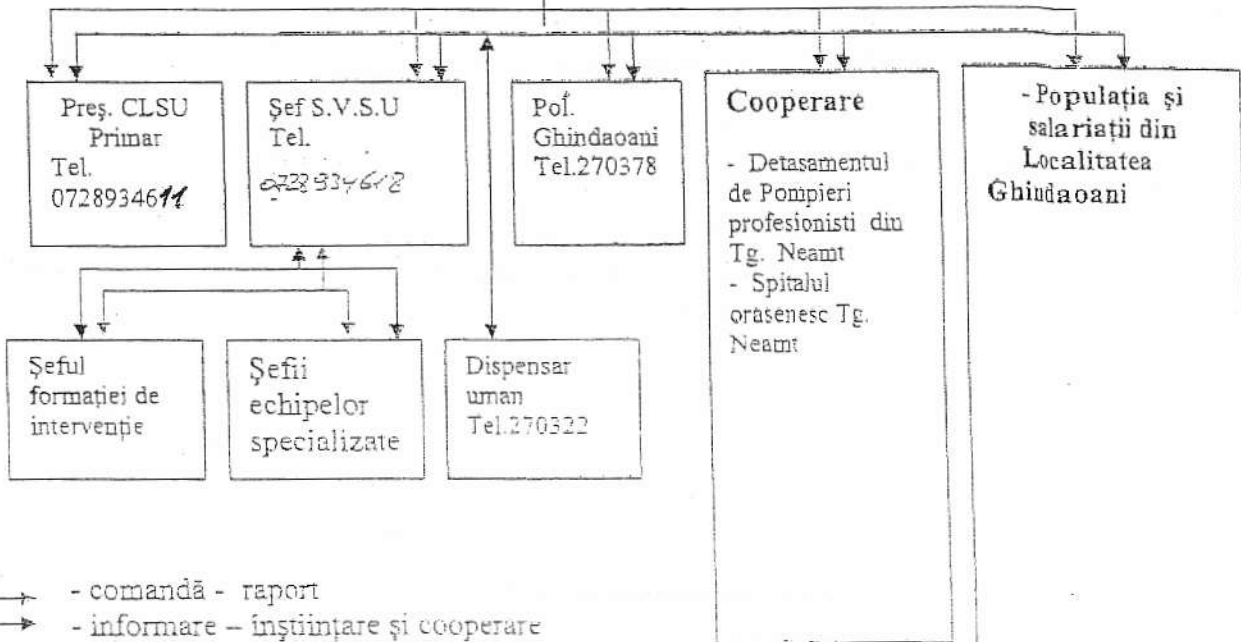 Preş. CLSU
Primar
Tel.
0728934611
Şef S.V.S.U
Tel.
0728934618
Pol.
Ghindaoani
Tel.270378
Cooperare
- Detasamentul
de Pompieri
profesionisti din
Tg. Neamt
- Spitalul
orasenesc Tg.
Neamt
-Populaţia şi
salariaţii din
Localitatea
Ghindaoani
Şeful
formaţiei de
intervenţie
Şefii
echipelor
specializate
Dispensar
uman
Tel.270322
- comandă - raport
- informare – înştiinţare şi cooperare